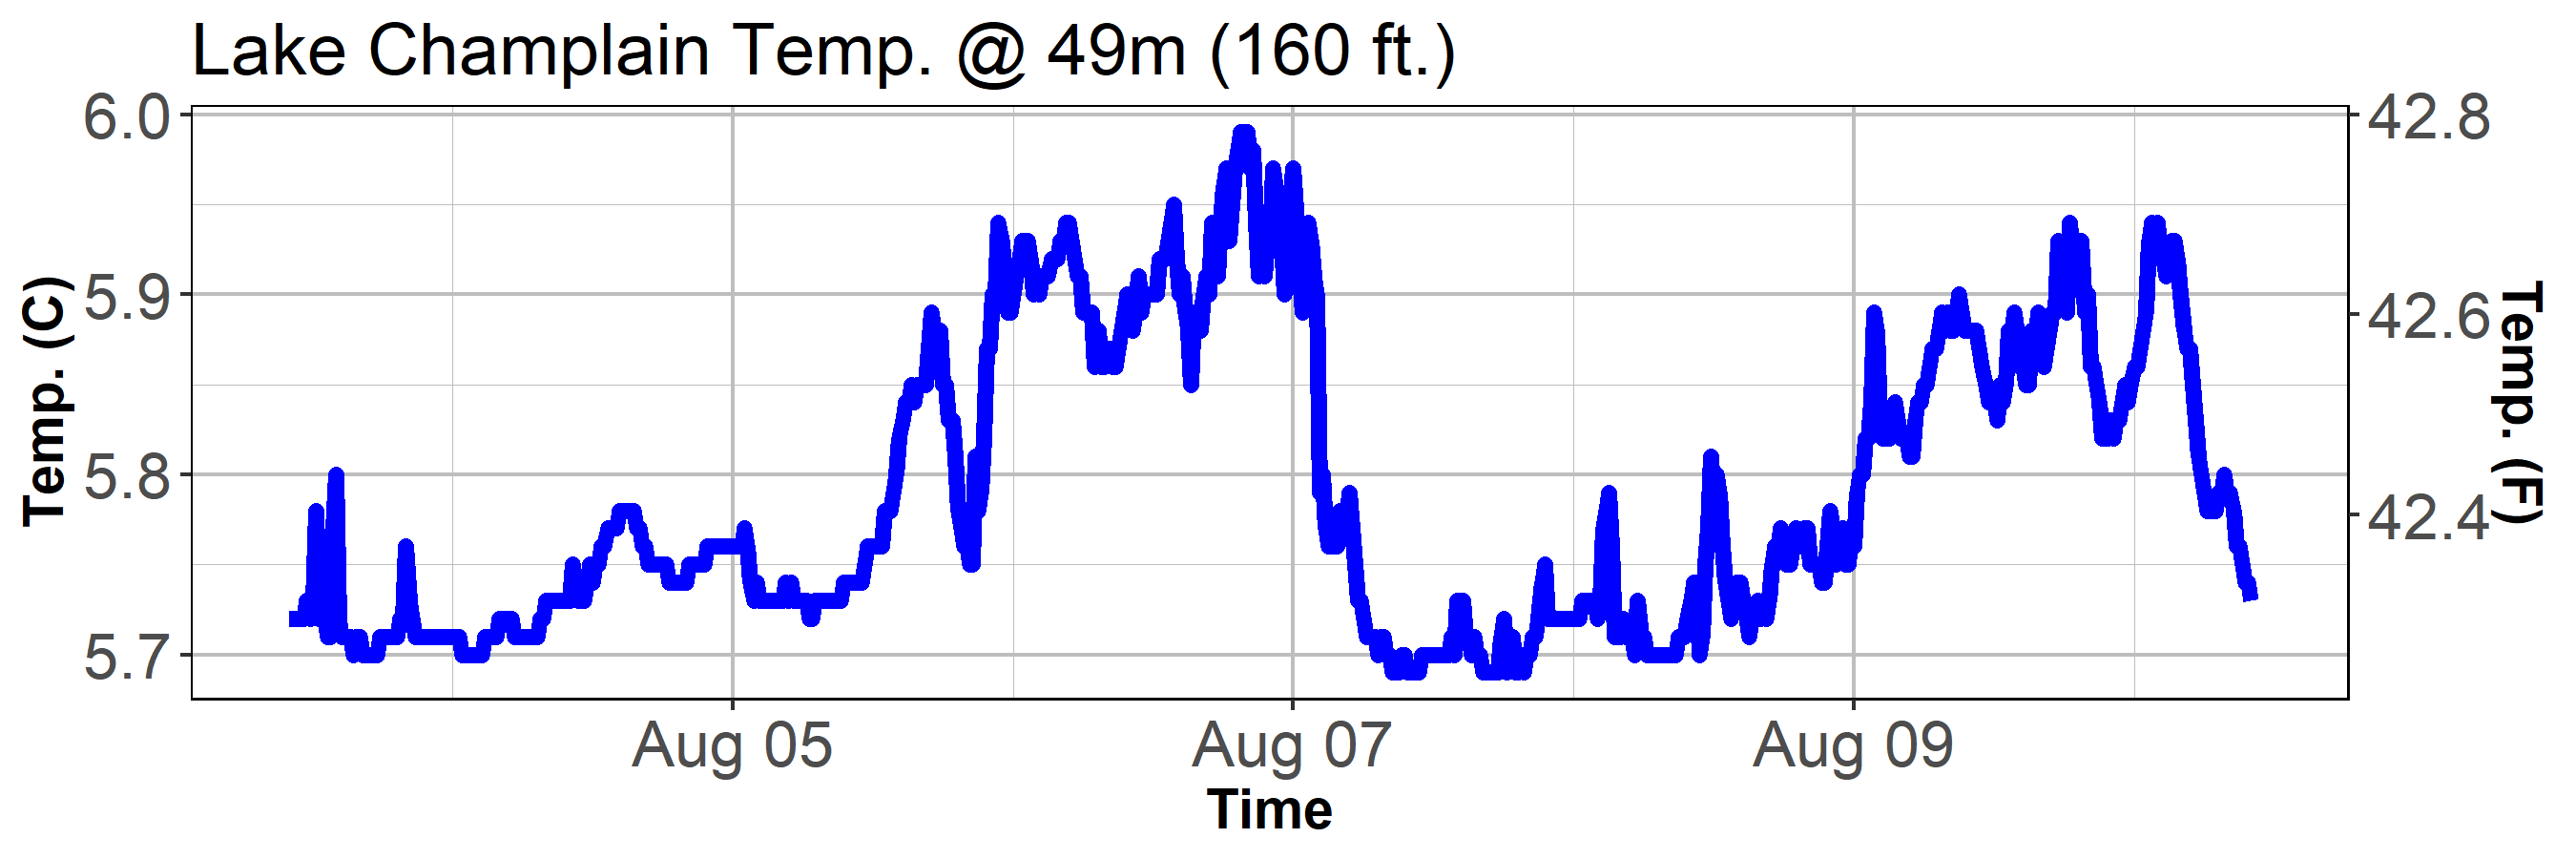 Lake Champlain Temp. @ 49m (160 ft.)
6.0
5.9
5.8
5.7
Temp. (C)
42.8
42.6
42.4
Temp. (F)
Aug 05
Aug 07
Aug 09
Time